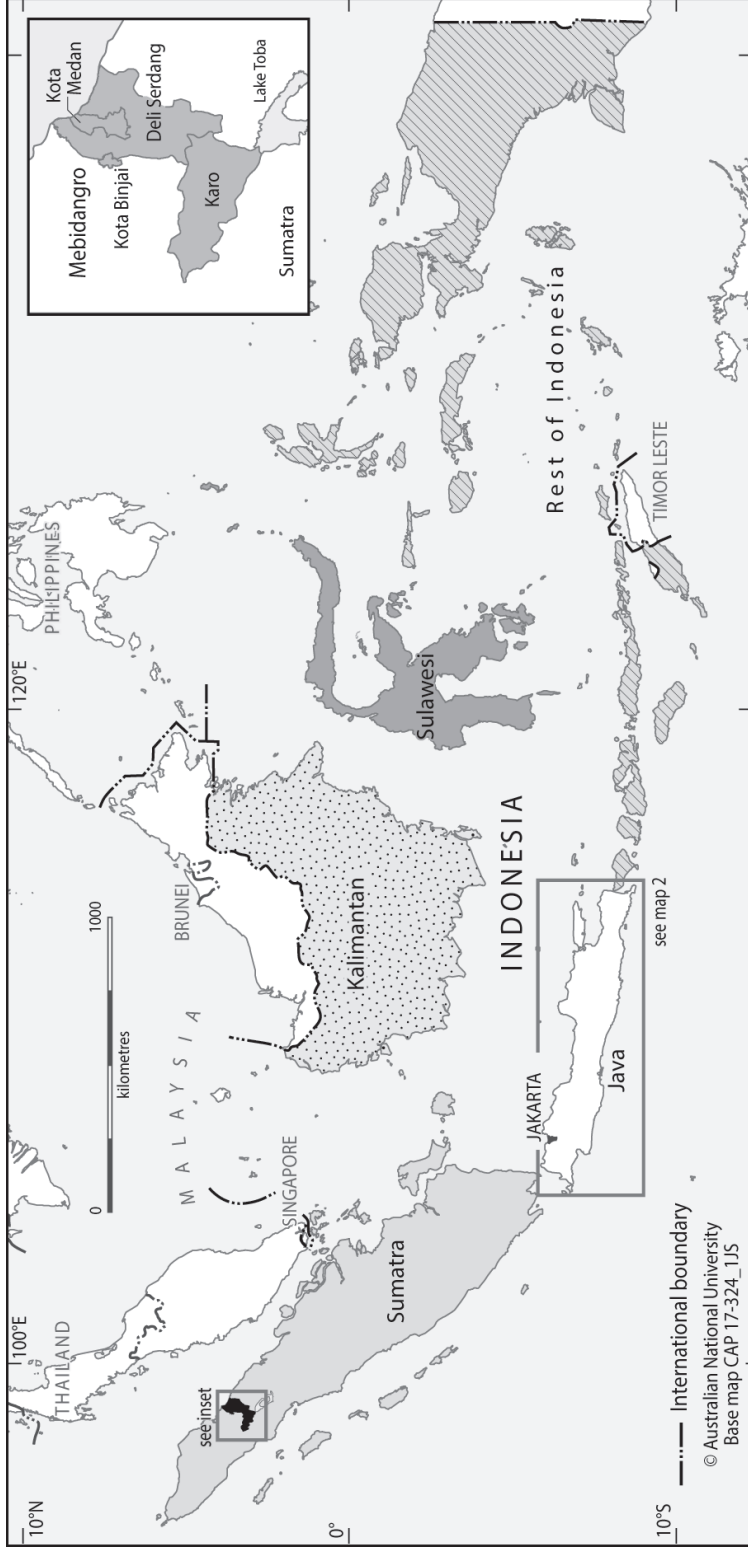 10°N
0°
10°S
100°E
120°E
THAILAND
MALAYSIA
SINGAPORE
BRUNEI
PHILIPPINES
0
1000
kilometres
see inset
Sumatra
Kalimantan
Sulawesi
INDONESIA
JAKARTA
Java
see map 2
Rest of Indonesia
TIMOR LESTE
International boundary
© Australian National University
Base map CAP 17-324_1JS
Mebidangro
Kota
Medan
Kota Binjai
Deli Serdang
Karo
Lake Toba
Sumatra